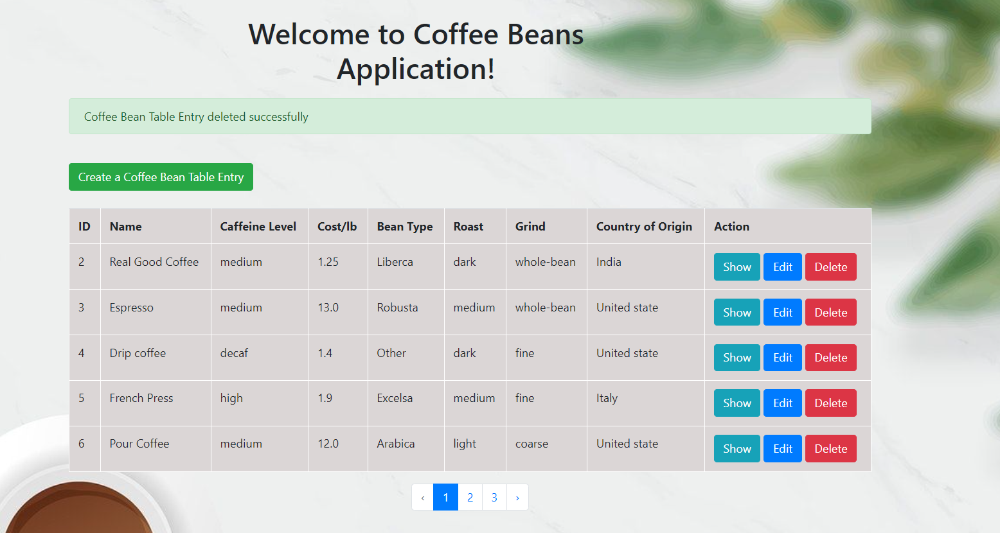 Welcome to Coffee Beans
Application!
Coffee Bean Table Entry deleted successfully
Create a Coffee Bean Table Entry
ID Name Caffeine Level Cost/lb Bean Type Roast Grind Country of Origin Action
2 Real Good Coffee medium 1.25 Liberca dark whole-bean India Show Edit Delete
3 Espresso medium 13.0 Robusta medium whole-bean United state Show Edit Delete
4 Drip coffee decaf 1.4 Other dark fine United state Show Edit Delete
5 French Press high 1.9 Excelsa medium fine Italy Show Edit Delete
6 Pour Coffee medium 12.0 Arabica light coarse United state Show Edit Delete
‹ 1 2 3 ›